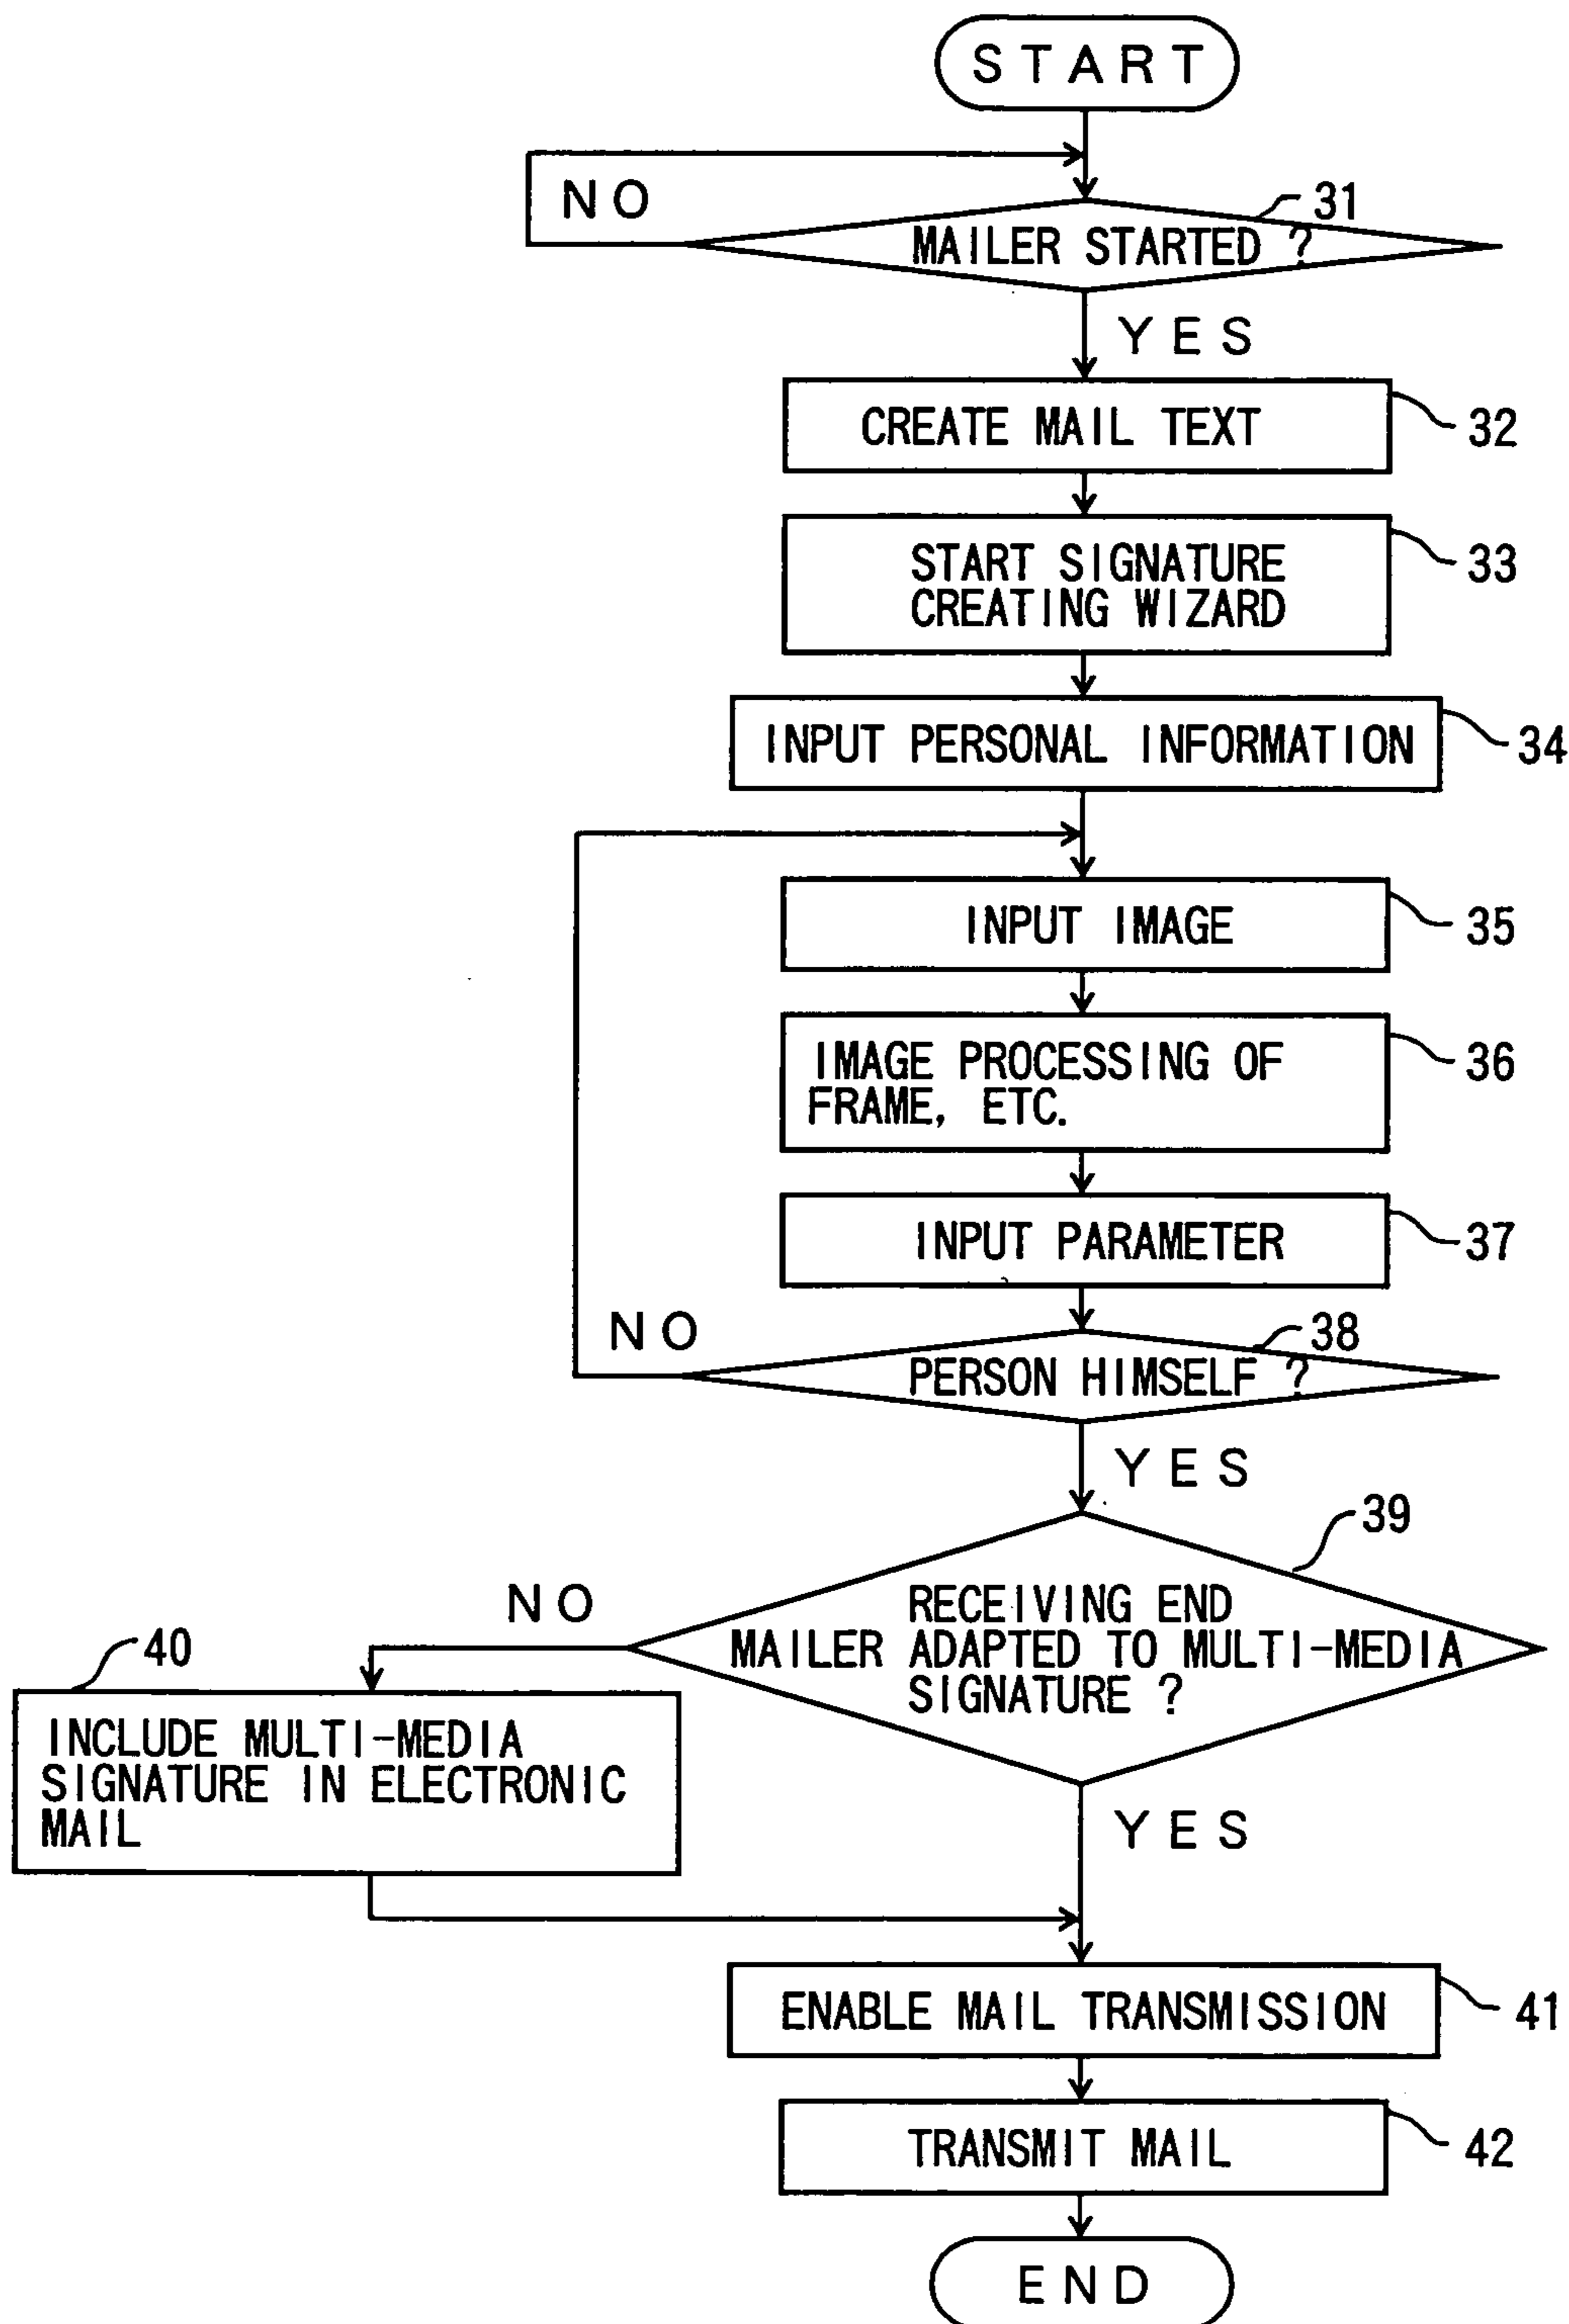 START
NO
31
MAILER STARTED ?
YES
CREATE MAIL TEXT
32
START SIGNATURE
CREATING WIZARD
33
INPUT PERSONAL INFORMATION
34
INPUT IMAGE
35
IMAGE PROCESSING OF
FRAME, ETC.
36
INPUT PARAMETER
37
NO
38
PERSON HIMSELF ?
YES
39
NO
RECEIVING END
MAILER ADAPTED TO MULTI-MEDIA
SIGNATURE ?
40
INCLUDE MULTI-MEDIA
SIGNATURE IN ELECTRONIC
MAIL
YES
ENABLE MAIL TRANSMISSION
41
TRANSMIT MAIL
42
END